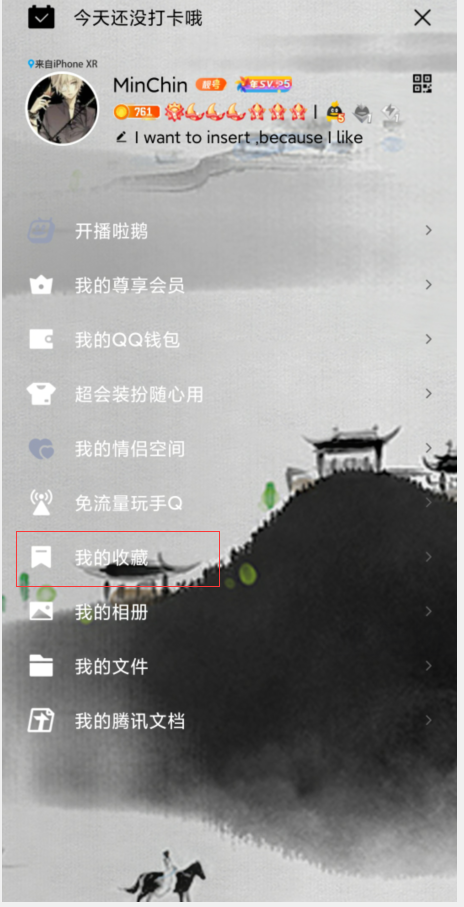 今天还没打卡哦
来自iPhone XR
MinChin 靓号 年SVIP5
761 5 1 1
I want to insert ,because I like
开播啦鹅
我的尊享会员
我的QQ钱包
超会装扮随心用
我的情侣空间
免流量玩手Q
我的收藏
我的相册
我的文件
我的腾讯文档